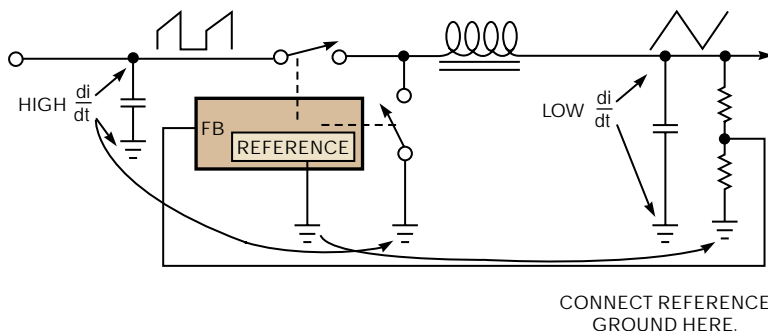 HIGH di/dt
FB
REFERENCE
LOW di/dt
CONNECT REFERENCE
GROUND HERE.